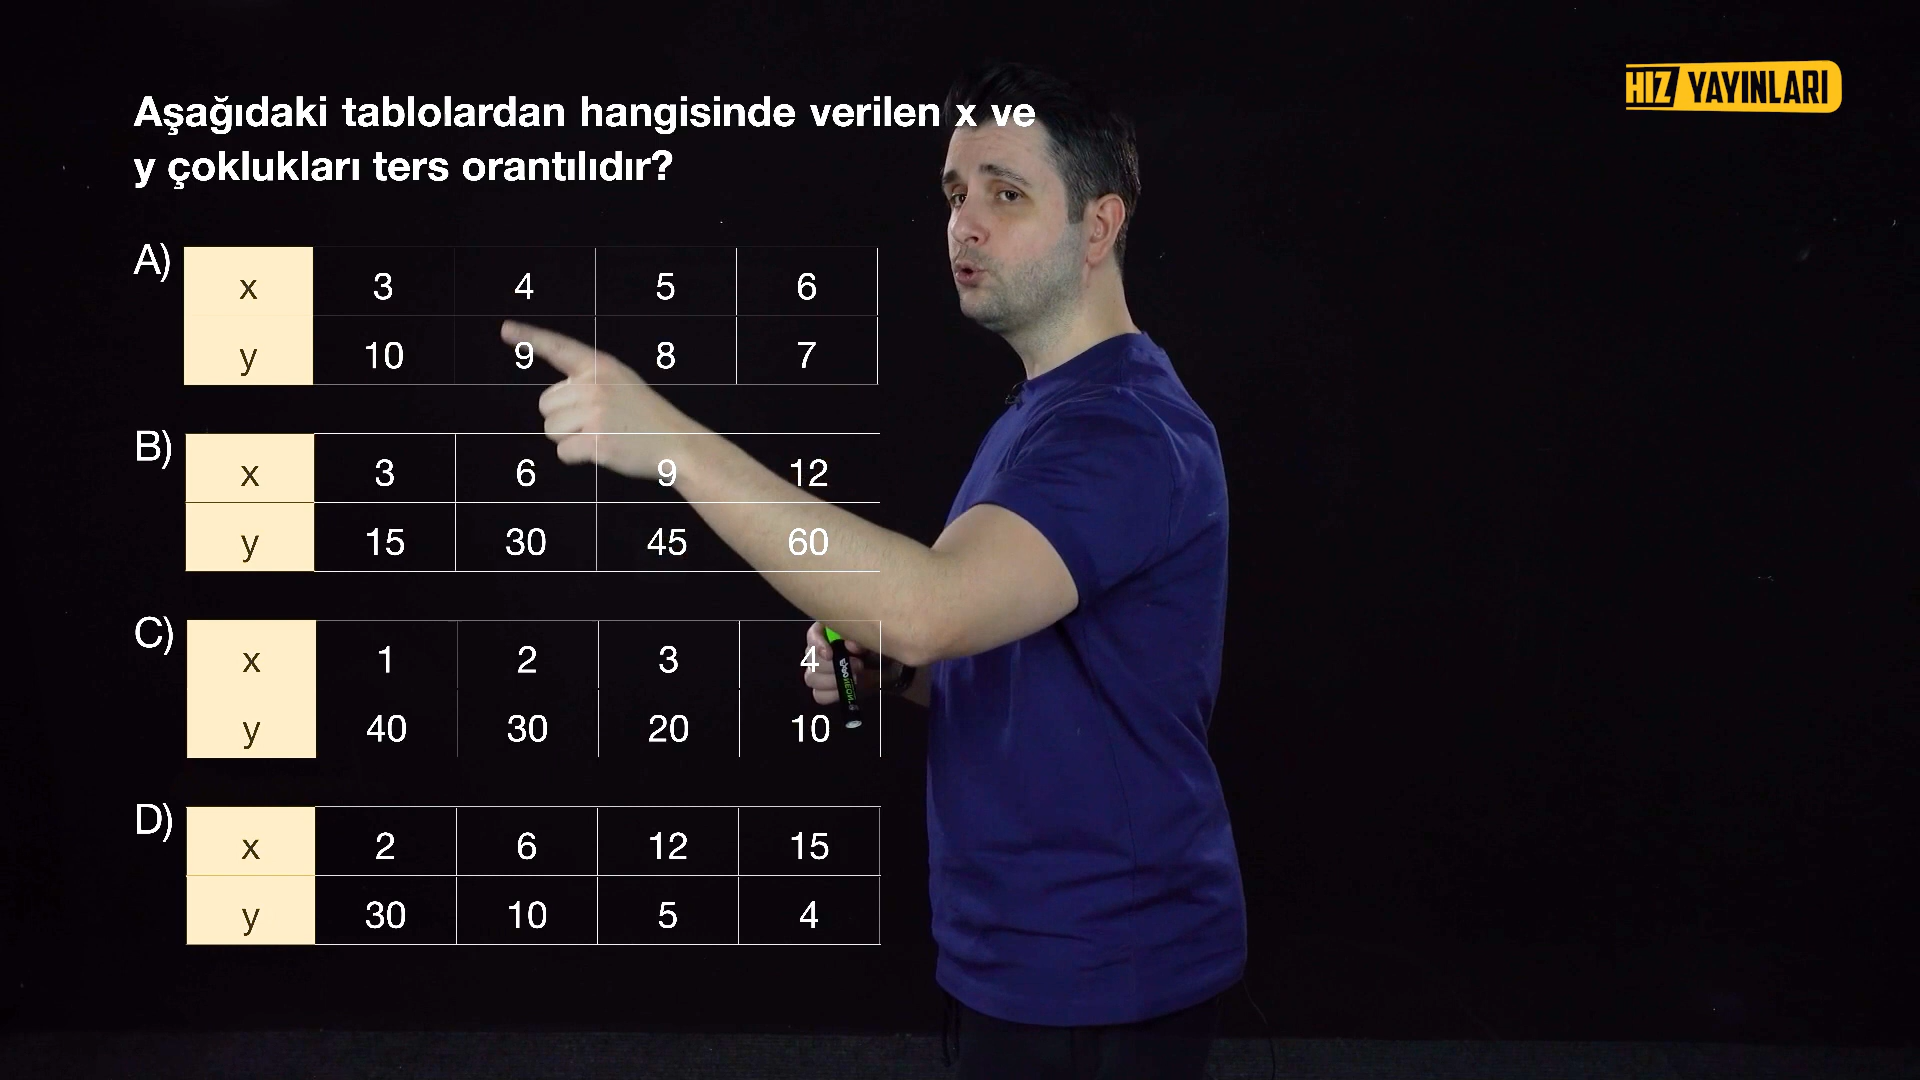 HIZ YAYINLARI
Aşağıdaki tablolardan hangisinde verilen x ve
y çoklukları ters orantılıdır?
A)
x 3 4 5 6
y 10 9 8 7
B)
x 3 6 9 12
y 15 30 45 60
C)
x 1 2 3 4
y 40 30 20 10
D)
x 2 6 12 15
y 30 10 5 4